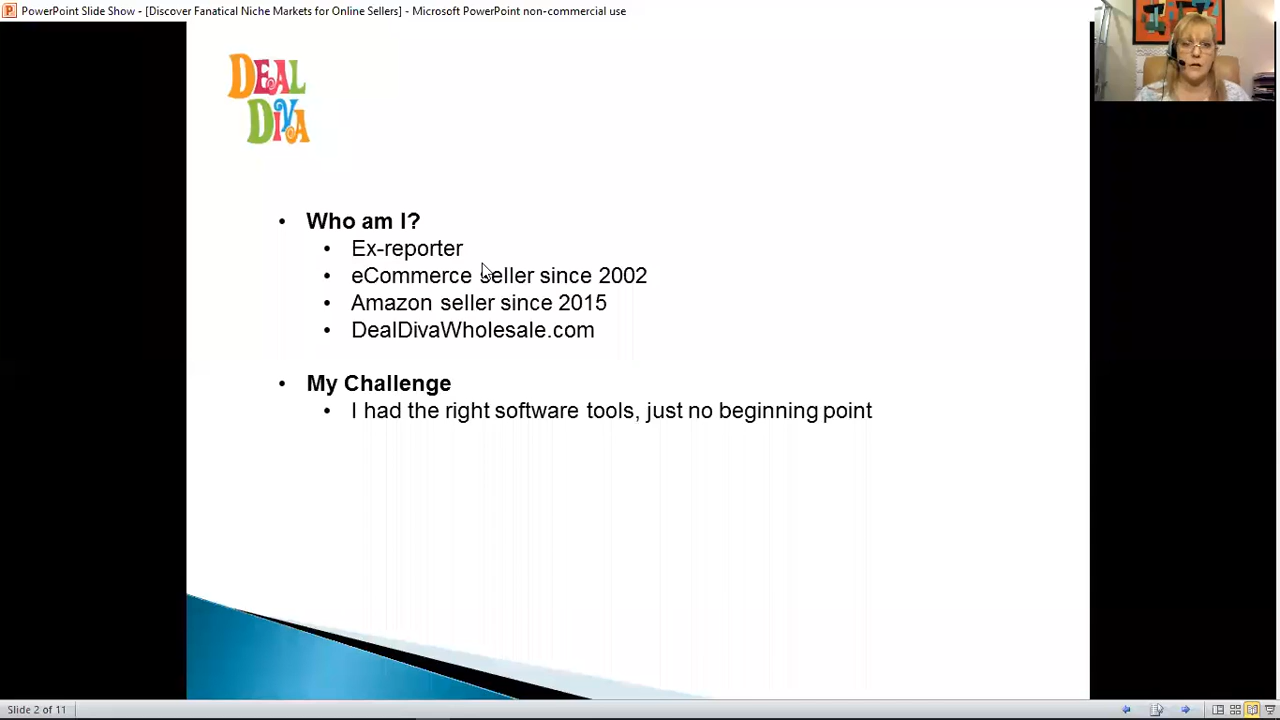 PowerPoint Slide Show - [Discover Fanatical Niche Markets for Online Sellers] - Microsoft PowerPoint non-commercial use
DEAL
DIVA
• Who am I?
• Ex-reporter
• eCommerce seller since 2002
• Amazon seller since 2015
• DealDivaWholesale.com
• My Challenge
• I had the right software tools, just no beginning point
Slide 2 of 11